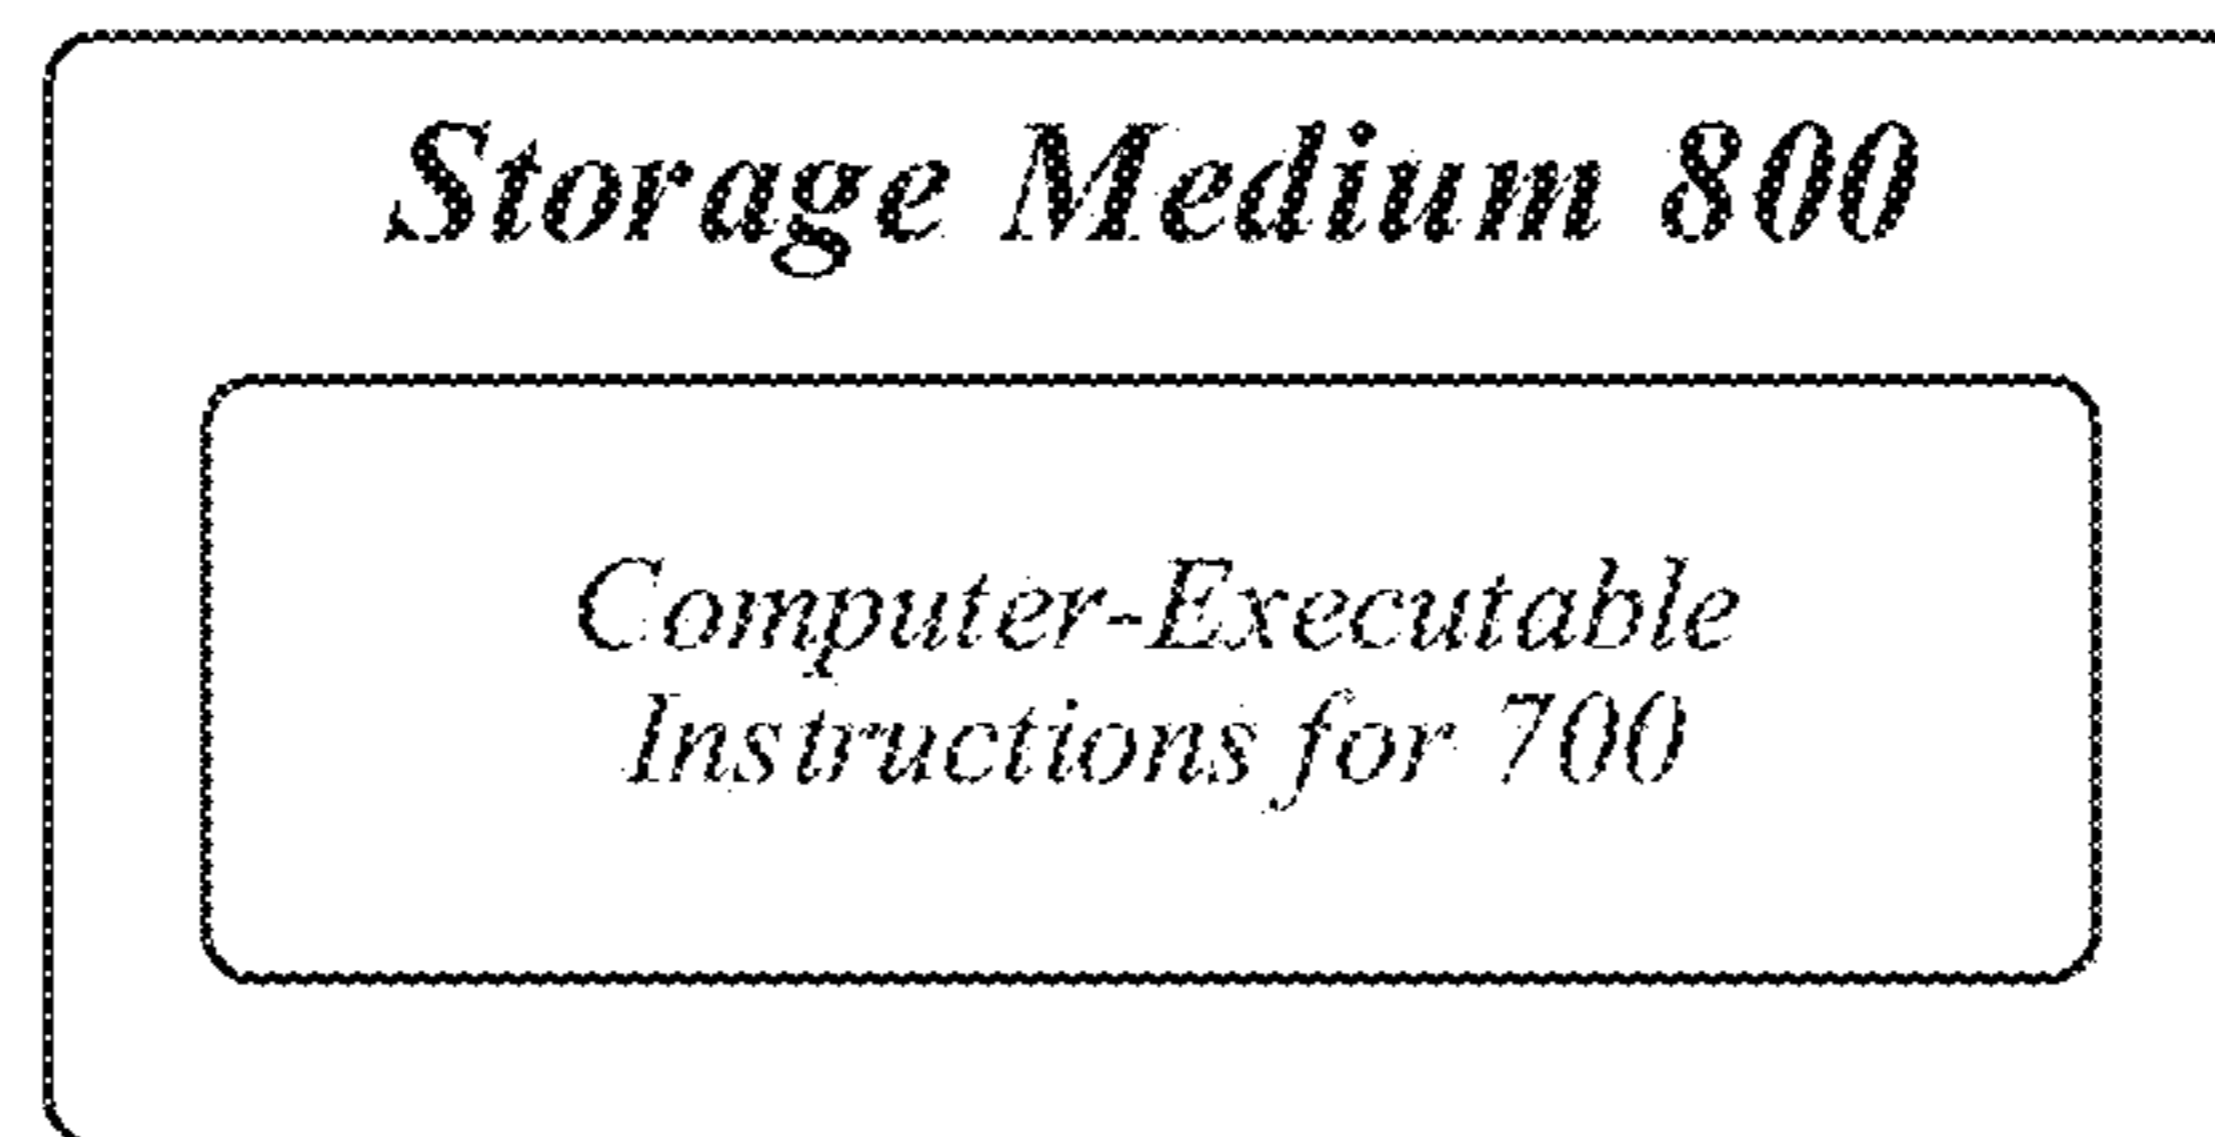 Storage Medium 800
Computer-Executable
Instructions for 700